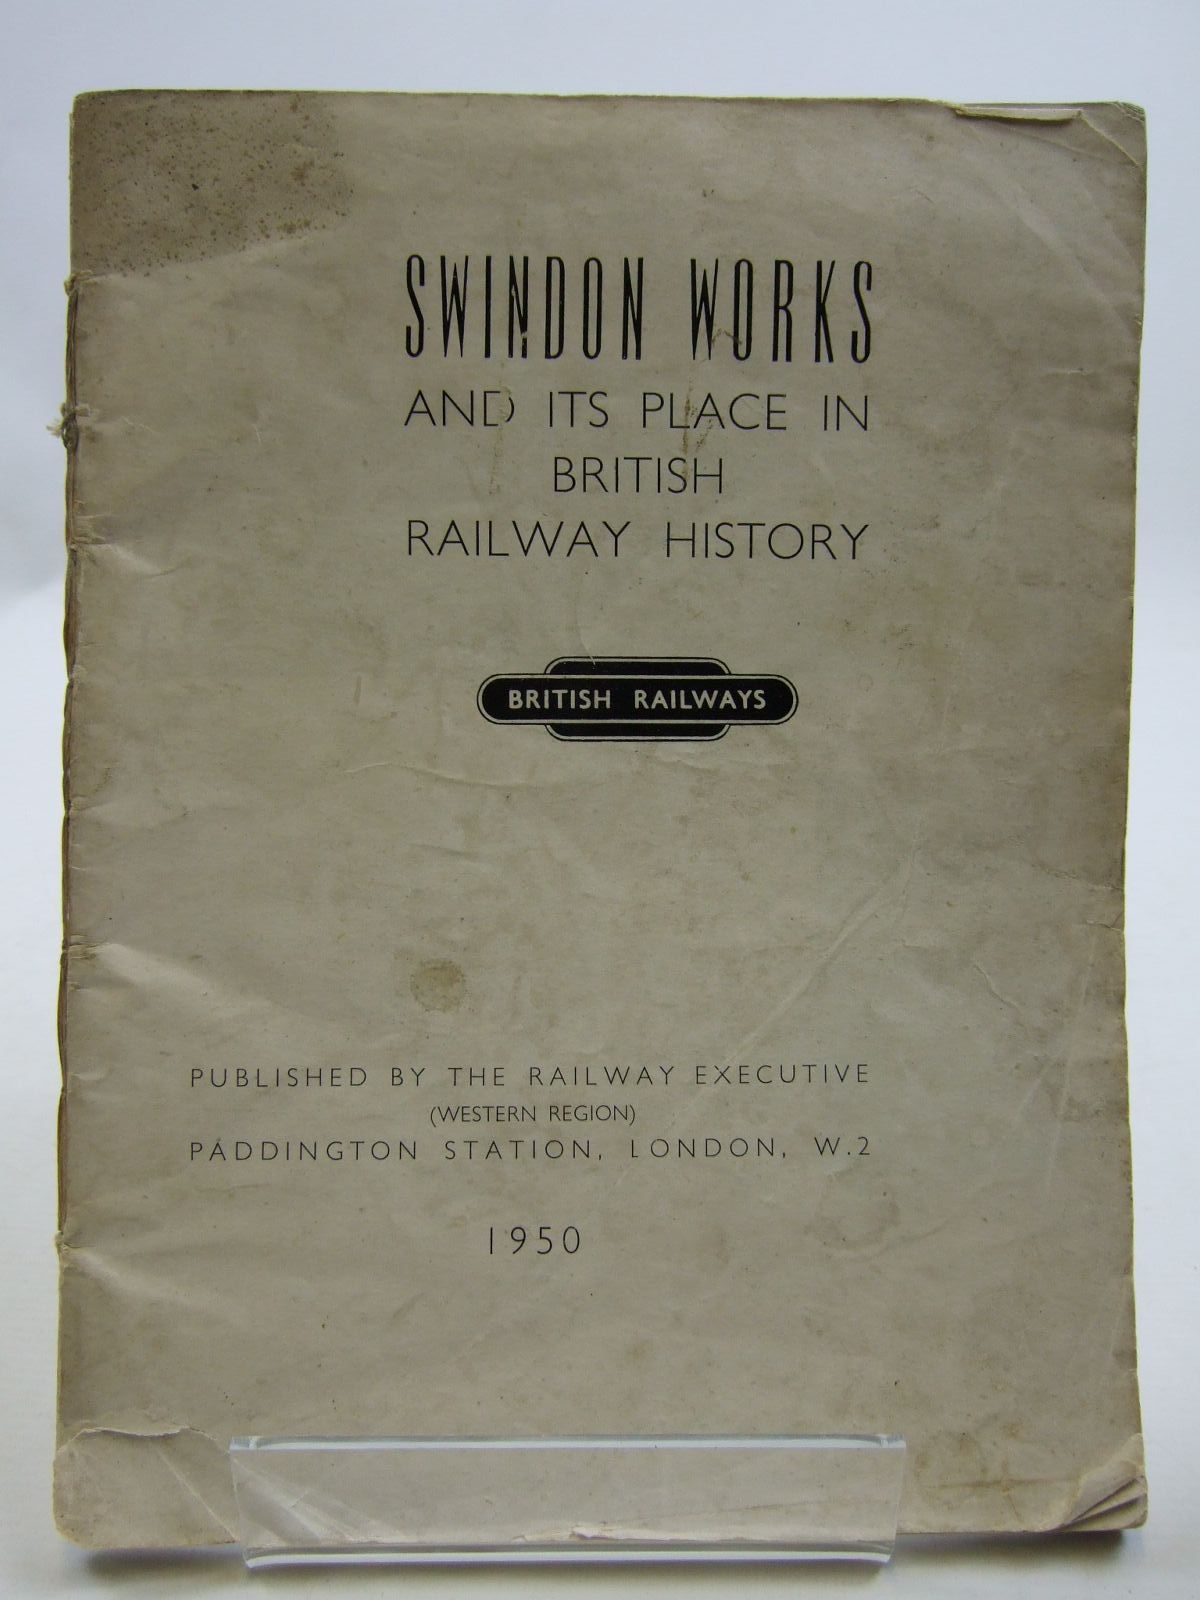 SWINDON WORKS
AND ITS PLACE IN
BRITISH
RAILWAY HISTORY
BRITISH RAILWAYS
PUBLISHED BY THE RAILWAY EXECUTIVE
(WESTERN REGION)
PADDINGTON STATION, LONDON, W.2
1950